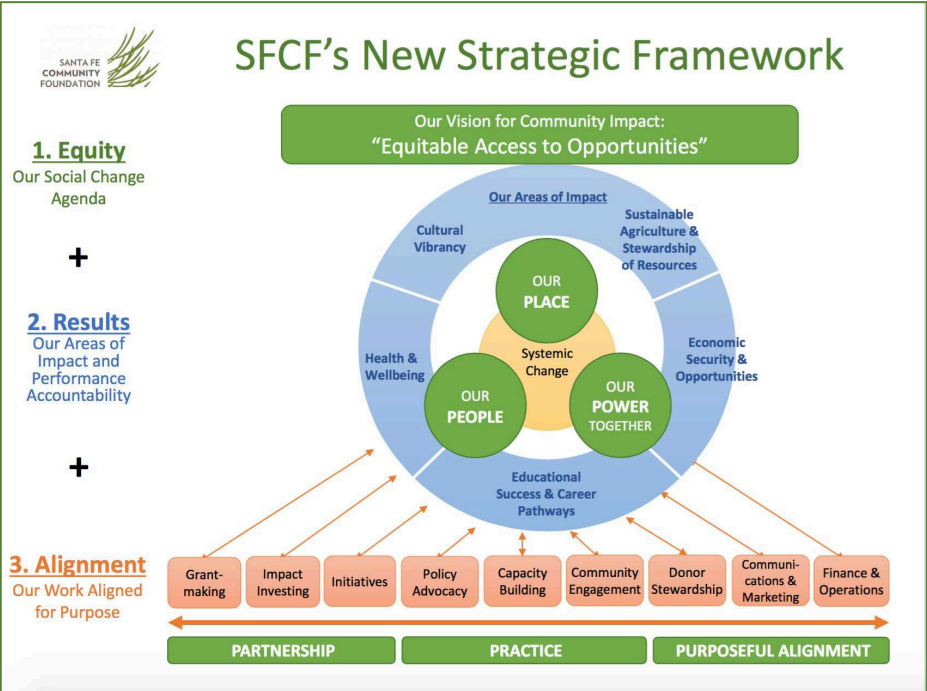 SANTA FE
COMMUNITY
FOUNDATION
SFCF's New Strategic Framework
Our Vision for Community Impact:
"Equitable Access to Opportunities"
1. Equity
Our Social Change
Agenda
+
2. Results
Our Areas of
Impact and
Performance
Accountability
+
3. Alignment
Our Work Aligned
for Purpose
Our Areas of Impact
Cultural
Vibrancy
Sustainable
Agriculture &
Stewardship
of Resources
Health &
Wellbeing
Economic
Security &
Opportunities
Educational
Success & Career
Pathways
OUR
PLACE
Systemic
Change
OUR
PEOPLE
OUR
POWER
TOGETHER
Grant-
making
Impact
Investing
Initiatives
Policy
Advocacy
Capacity
Building
Community
Engagement
Donor
Stewardship
Communi-
cations &
Marketing
Finance &
Operations
PARTNERSHIP
PRACTICE
PURPOSEFUL ALIGNMENT